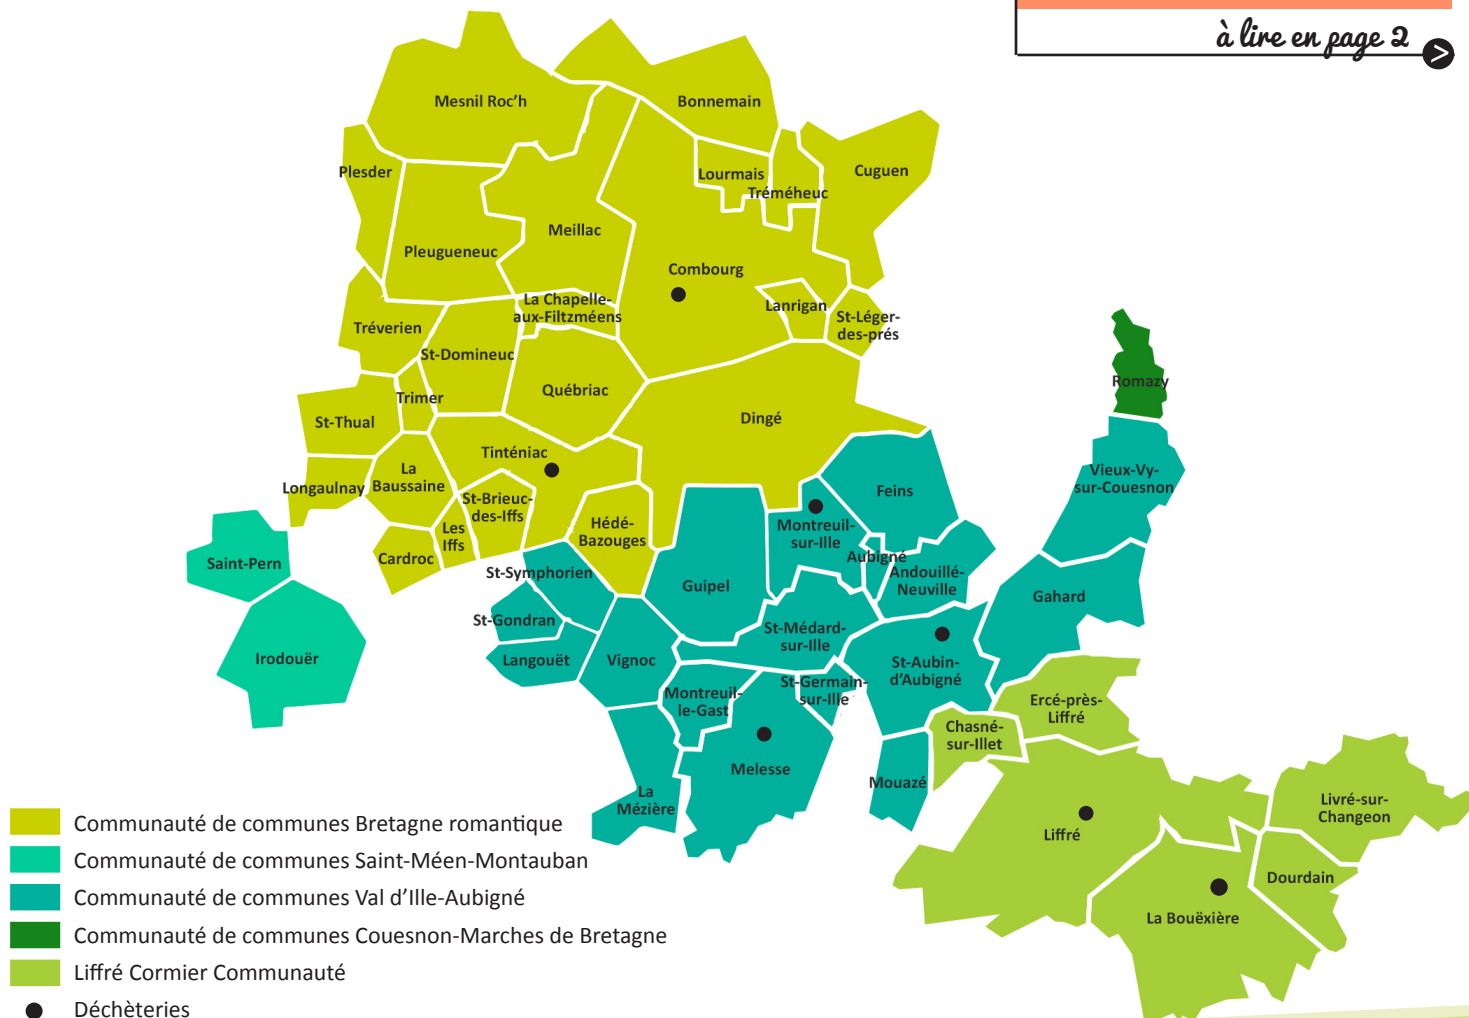 à lire en page 2
>
Mesnil Roc'h
Bonnemain
Plesder
Lourmais
Tréméheuc
Cuguen
Pleugueneuc
Meillac
Combourg
La Chapelle-
aux-Filtzméens
Lanrigan
St-Léger-
des-prés
Tréverien
St-Domineuc
Romazy
Trimer
Québriac
St-Thual
Dingé
Tinténiac
La
Baussaine
Longaulnay
St-Brieuc-
des-Iffs
Les
Iffs
Hédé-
Bazouges
Cardroc
Feins
Vieux-Vy-
sur-Couesnon
Montreuil-
sur-Ille
Aubigné
Andouillé-
Neuville
Saint-Pern
St-Symphorien
Guipel
Gahard
St-Gondran
St-Médard-
sur-Ille
Irodouër
Langouët
Vignoc
St-Aubin-
d'Aubigné
Montreuil-
le-Gast
St-Germain-
sur-Ille
Ercé-près-
Liffré
Chasné-
sur-Illet
Melesse
Mouazé
La
Mézière
Liffré
Livré-sur-
Changeon
Dourdain
La Bouëxière
Communauté de communes Bretagne romantique
Communauté de communes Saint-Méen-Montauban
Communauté de communes Val d'Ille-Aubigné
Communauté de communes Couesnon-Marches de Bretagne
Liffré Cormier Communauté
Déchèteries